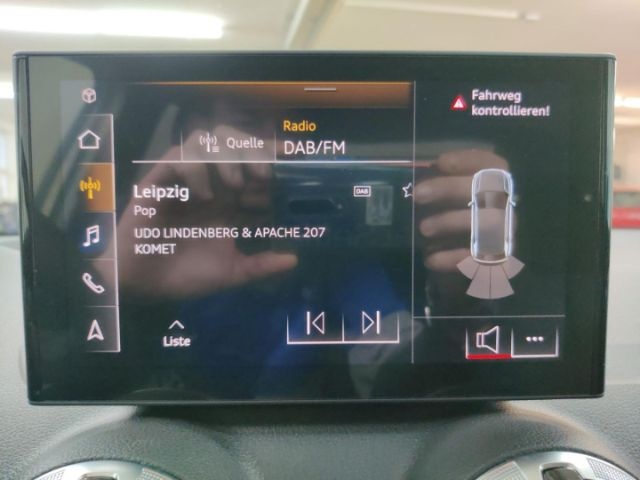 Fahrweg
kontrollieren!
Radio
Quelle
DAB/FM
Leipzig
DAB
Pop
UDO LINDENBERG & APACHE 207
KOMET
Liste